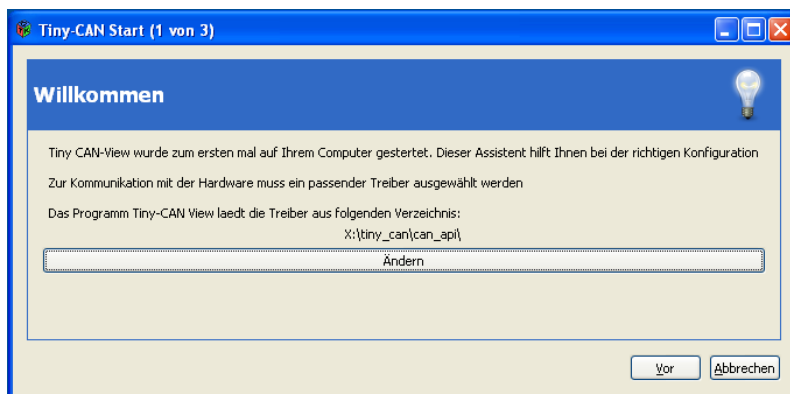 Tiny-CAN Start (1 von 3)
Willkommen
Tiny CAN-View wurde zum ersten mal auf Ihrem Computer gestertet. Dieser Assistent hilft Ihnen bei der richtigen Konfiguration
Zur Kommunikation mit der Hardware muss ein passender Treiber ausgewählt werden
Das Programm Tiny-CAN View laedt die Treiber aus folgenden Verzeichnis:
X:\tiny_can\can_api\
Ändern
Vor Abbrechen